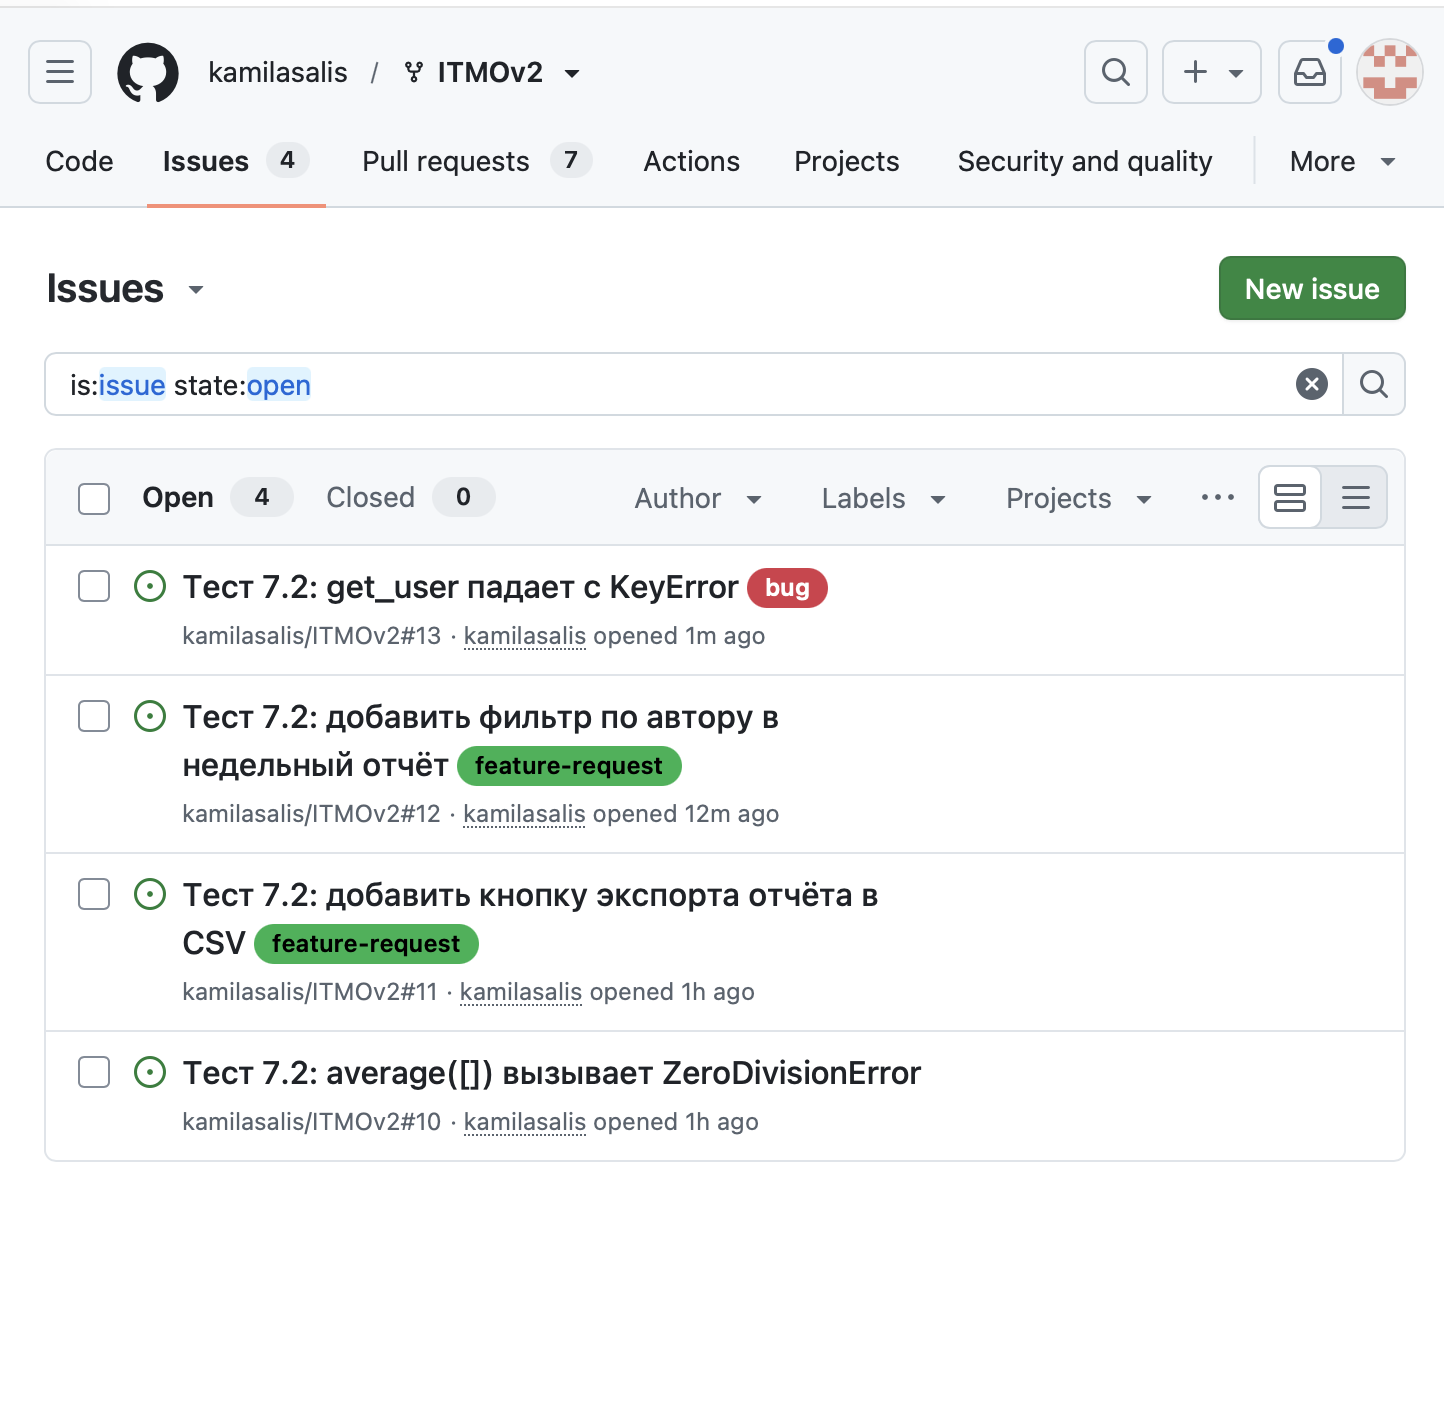 kamilasalis / ITMOv2
Code Issues 4 Pull requests 7 Actions Projects Security and quality More
Issues
New issue
is:issue state:open
Open 4 Closed 0 Author Labels Projects
Тест 7.2: get_user падает с KeyError bug
kamilasalis/ITMOv2#13 · kamilasalis opened 1m ago
Тест 7.2: добавить фильтр по автору в
недельный отчёт feature-request
kamilasalis/ITMOv2#12 · kamilasalis opened 12m ago
Тест 7.2: добавить кнопку экспорта отчёта в
CSV feature-request
kamilasalis/ITMOv2#11 · kamilasalis opened 1h ago
Тест 7.2: average([]) вызывает ZeroDivisionError
kamilasalis/ITMOv2#10 · kamilasalis opened 1h ago